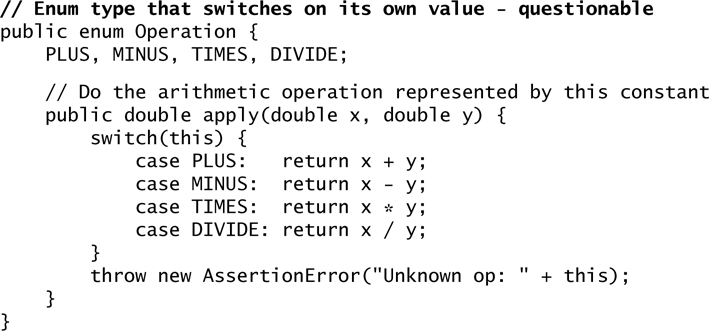 // Enum type that switches on its own value - questionable
public enum Operation {
    PLUS, MINUS, TIMES, DIVIDE;

    // Do the arithmetic operation represented by this constant
    public double apply(double x, double y) {
        switch(this) {
            case PLUS:   return x + y;
            case MINUS:  return x - y;
            case TIMES:  return x * y;
            case DIVIDE: return x / y;
        }
        throw new AssertionError("Unknown op: " + this);
    }
}